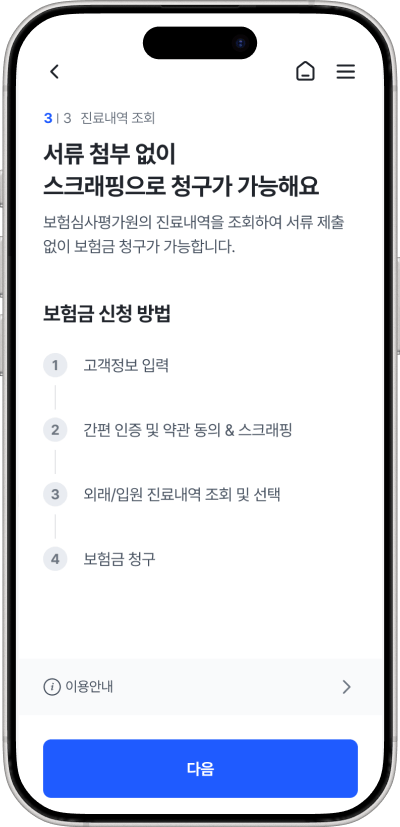 3 | 3 진료내역 조회
서류 첨부 없이
스크래핑으로 청구가 가능해요
보험심사평가원의 진료내역을 조회하여 서류 제출
없이 보험금 청구가 가능합니다.
보험금 신청 방법
1 고객정보 입력
2 간편 인증 및 약관 동의 & 스크래핑
3 외래/입원 진료내역 조회 및 선택
4 보험금 청구
이용안내
다음